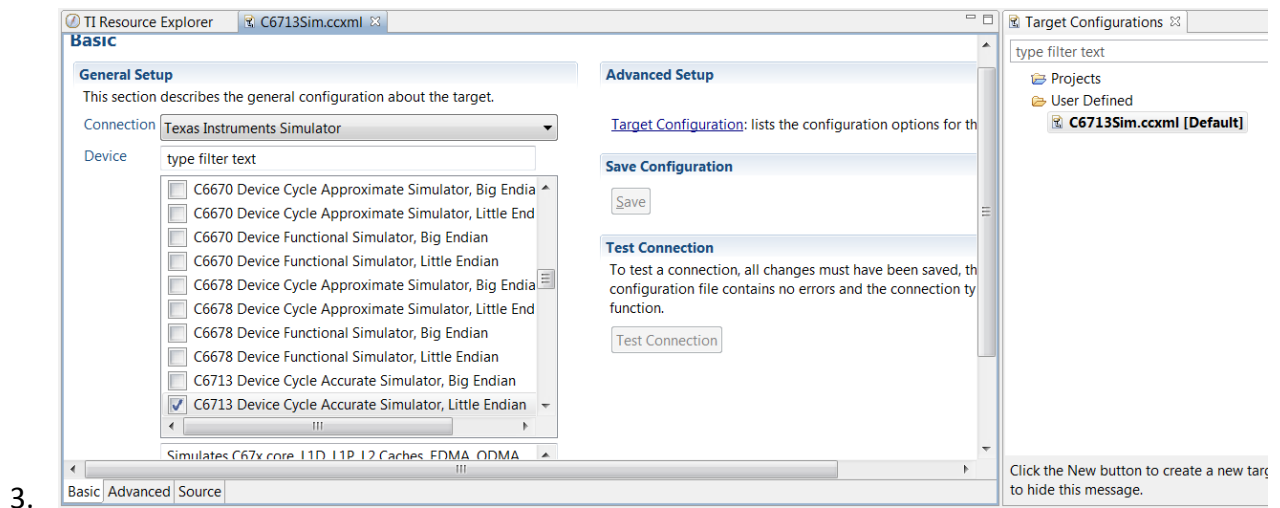 TI Resource Explorer C6713Sim.ccxml
Basic
General Setup
This section describes the general configuration about the target.
Connection Texas Instruments Simulator
Device type filter text
C6670 Device Cycle Approximate Simulator, Big Endia
C6670 Device Cycle Approximate Simulator, Little End
C6670 Device Functional Simulator, Big Endian
C6670 Device Functional Simulator, Little Endian
C6678 Device Cycle Approximate Simulator, Big Endia
C6678 Device Cycle Approximate Simulator, Little End
C6678 Device Functional Simulator, Big Endian
C6678 Device Functional Simulator, Little Endian
C6713 Device Cycle Accurate Simulator, Big Endian
C6713 Device Cycle Accurate Simulator, Little Endian
Simulates C67x core, L1D, L1P, L2 Caches, EDMA, QDMA
Advanced Setup
Target Configuration: lists the configuration options for th
Save Configuration
Save
Test Connection
To test a connection, all changes must have been saved, th
configuration file contains no errors and the connection ty
function.
Test Connection
Basic Advanced Source
Target Configurations
type filter text
Projects
User Defined
C6713Sim.ccxml [Default]
Click the New button to create a new targ
to hide this message.
3.